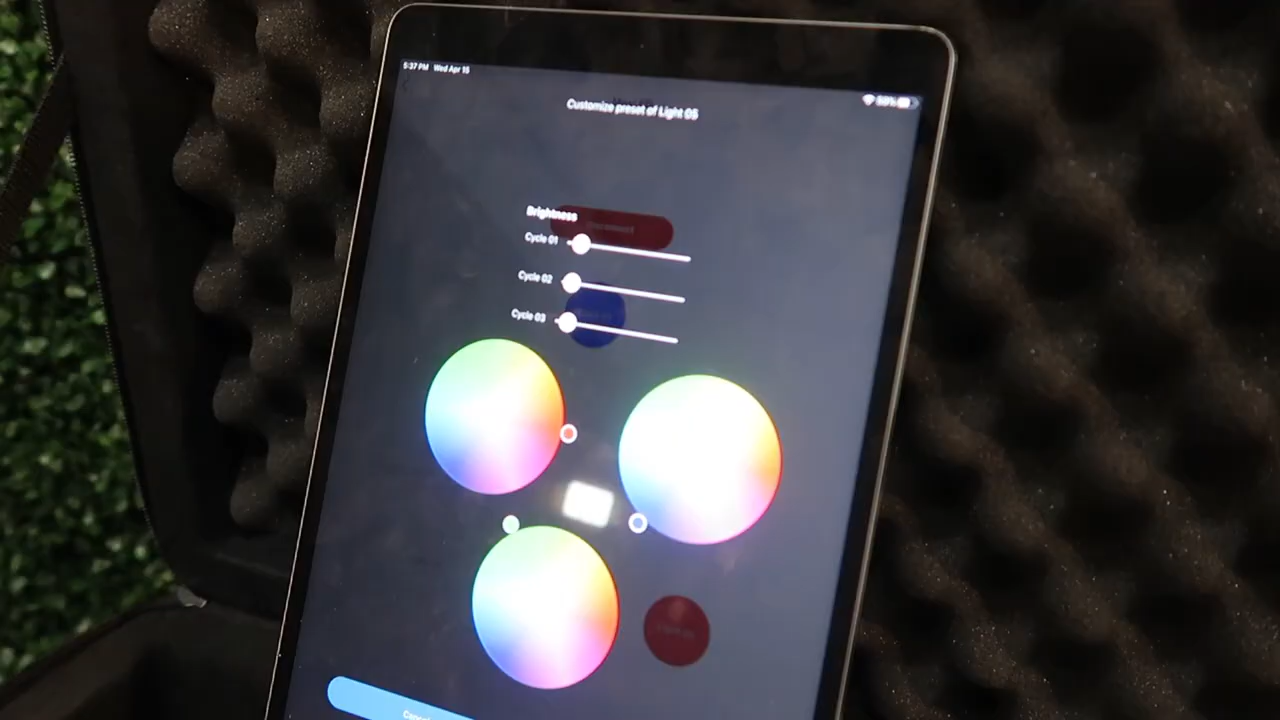 5:37 PM Wed Apr 15
Customize preset of Light 05
Brightness
Cycle 01
Cycle 02
Cycle 03